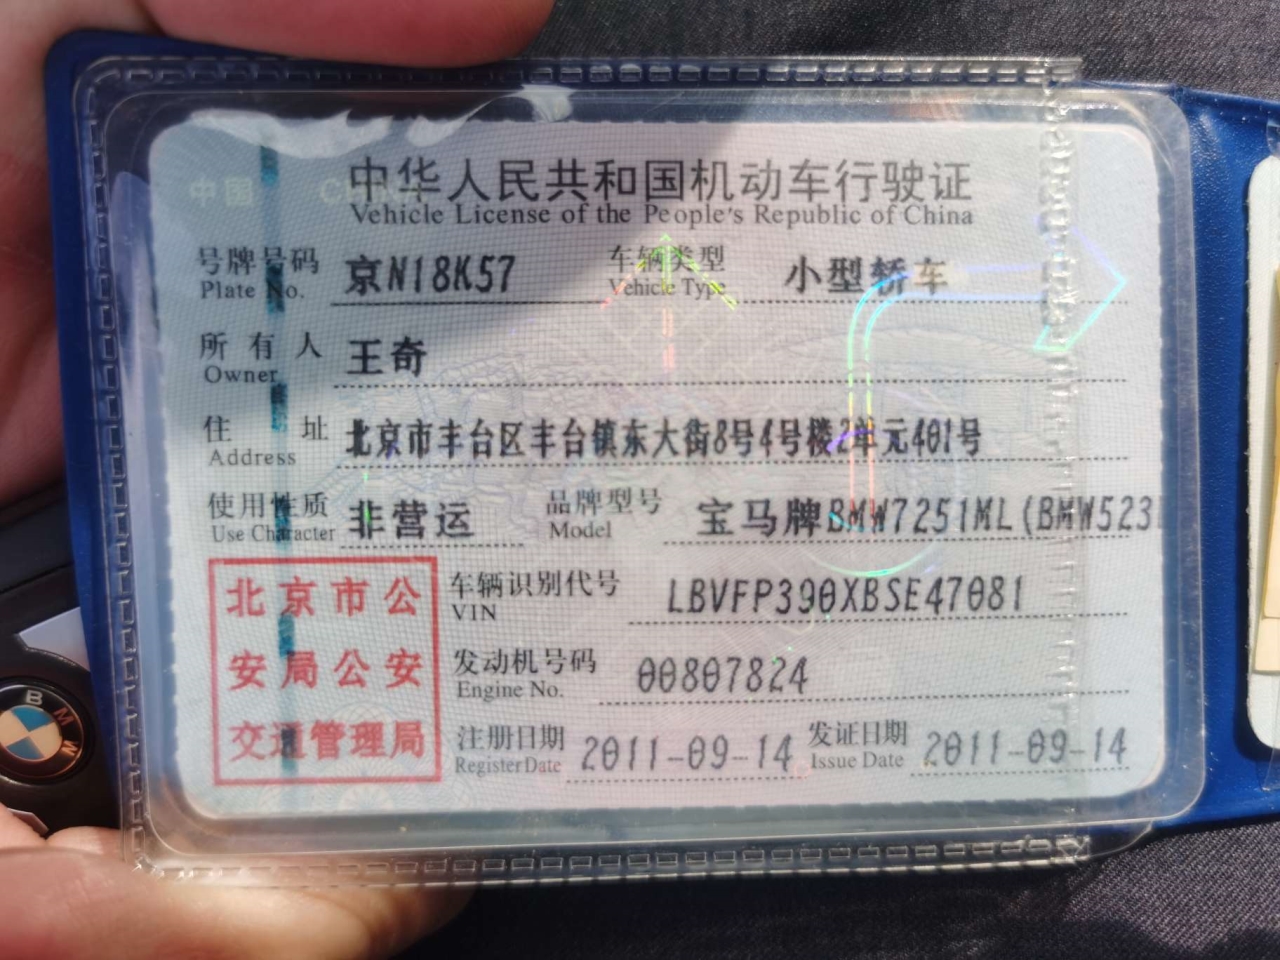 中国 CHINA
中华人民共和国机动车行驶证
Vehicle License of the People's Republic of China
号牌号码 京N18K57 车辆类型 小型轿车
Plate No. Vehicle Type
所有人 王奇
Owner
住址 北京市丰台区丰台镇东大街8号4号楼2单元401号
Address
使用性质 非营运 品牌型号 宝马牌BMW7251ML(BMW523
Use Character Model
北京市公
安局公安
交通管理局
车辆识别代号 LBVFP390XBSE47081
VIN
发动机号码 00807824
Engine No.
注册日期 2011-09-14 发证日期 2011-09-14
Register Date Issue Date
BMW